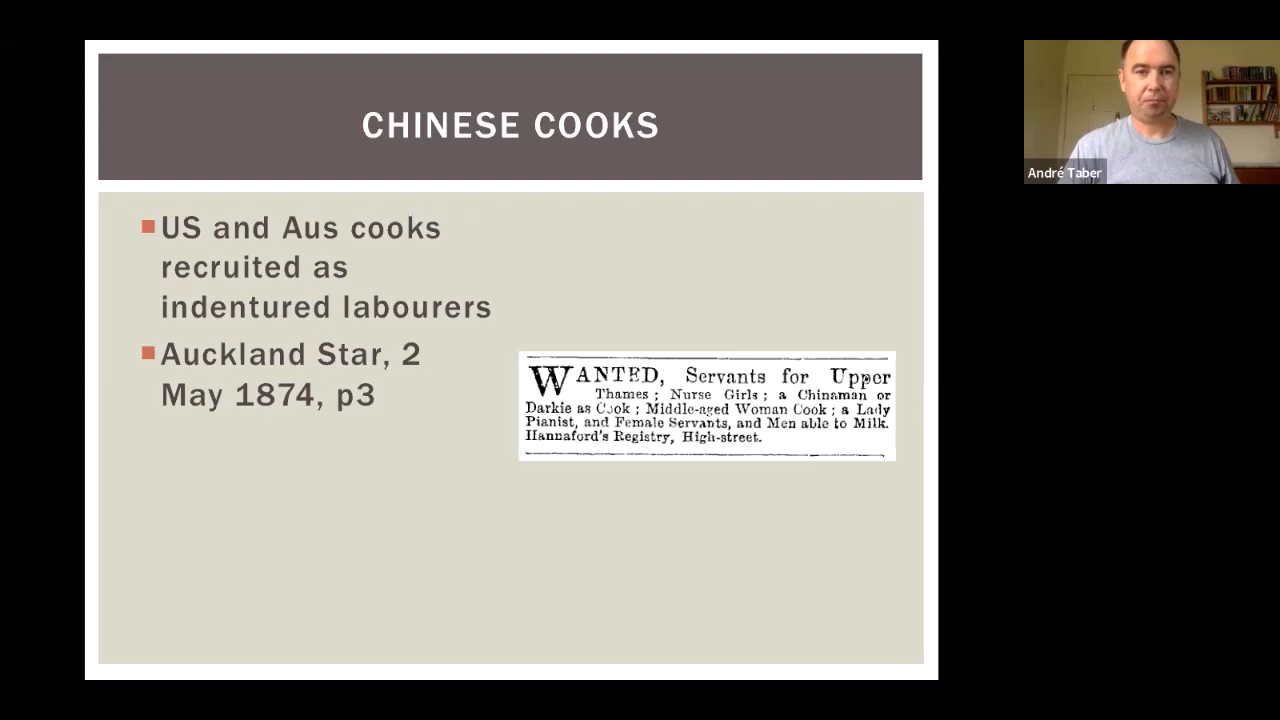 CHINESE COOKS
US and Aus cooks
recruited as
indentured labourers
Auckland Star, 2
May 1874, p3
WANTED, Servants for Upper
Thames; Nurse Girls; a Chinaman or
Darkie as Cook; Middle-aged Woman Cook; a Lady
Pianist, and Female Servants, and Men able to Milk.
Hannaford's Registry, High-street.
André Taber